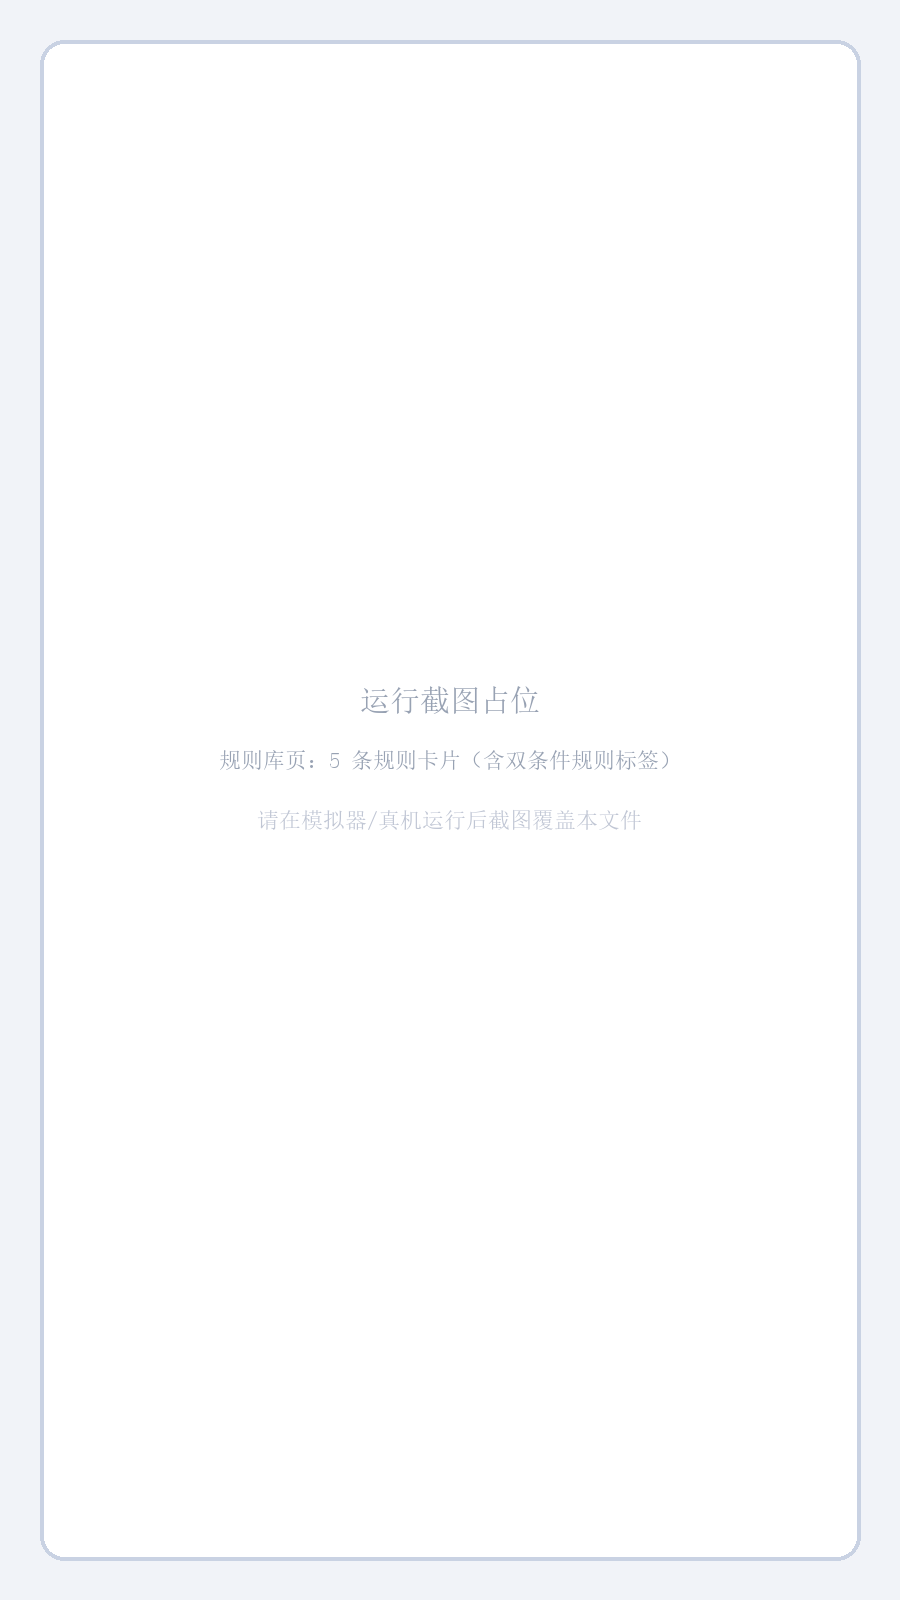 运行截图占位
规则库页：5 条规则卡片（含双条件规则标签）
请在模拟器/真机运行后截图覆盖本文件